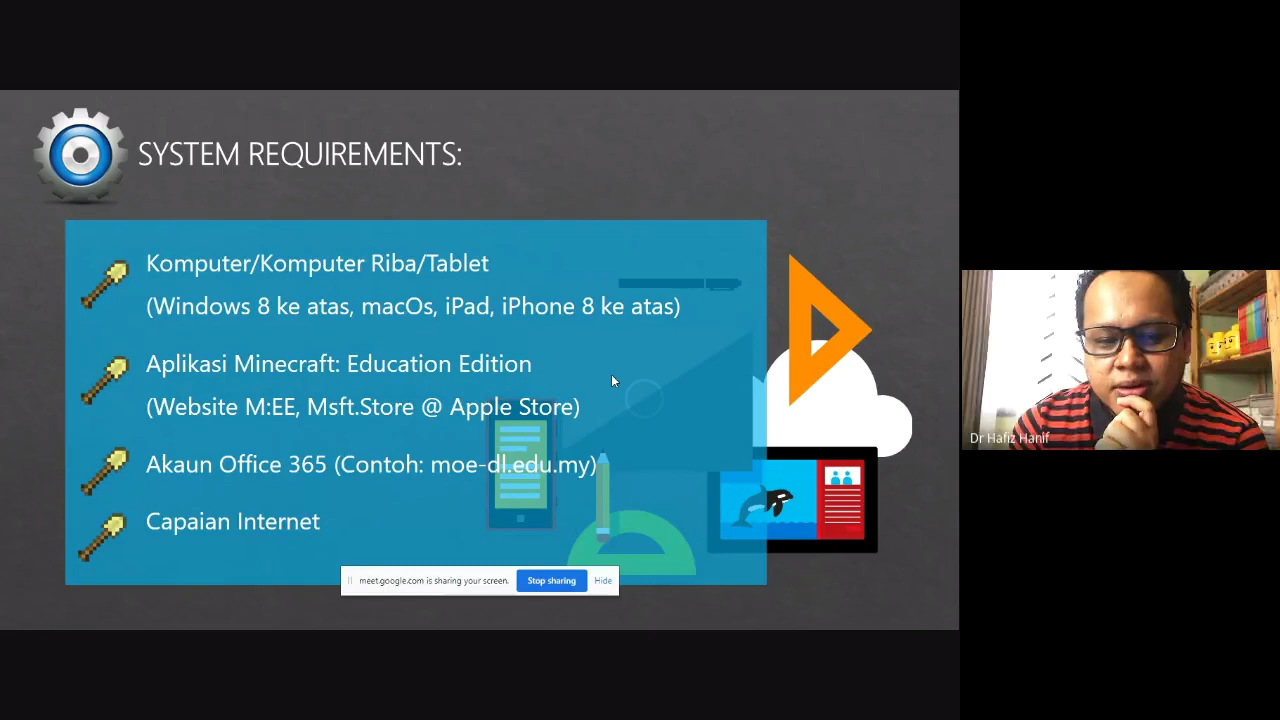 SYSTEM REQUIREMENTS:
Komputer/Komputer Riba/Tablet
(Windows 8 ke atas, macOs, iPad, iPhone 8 ke atas)
Aplikasi Minecraft: Education Edition
(Website M:EE, Msft.Store @ Apple Store)
Akaun Office 365 (Contoh: moe-dl.edu.my)
Capaian Internet
meet.google.com is sharing your screen.
Stop sharing
Hide
Dr Hafiz Hanif